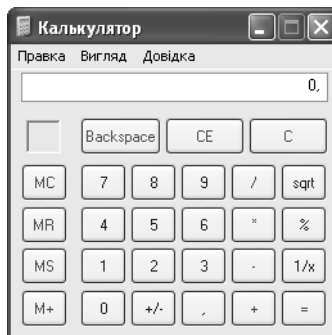 Калькулятор
Правка Вигляд Довідка
0,
Backspace CE C
MC 7 8 9 / sqrt
MR 4 5 6 * %
MS 1 2 3 - 1/x
M+ 0 +/- , + =